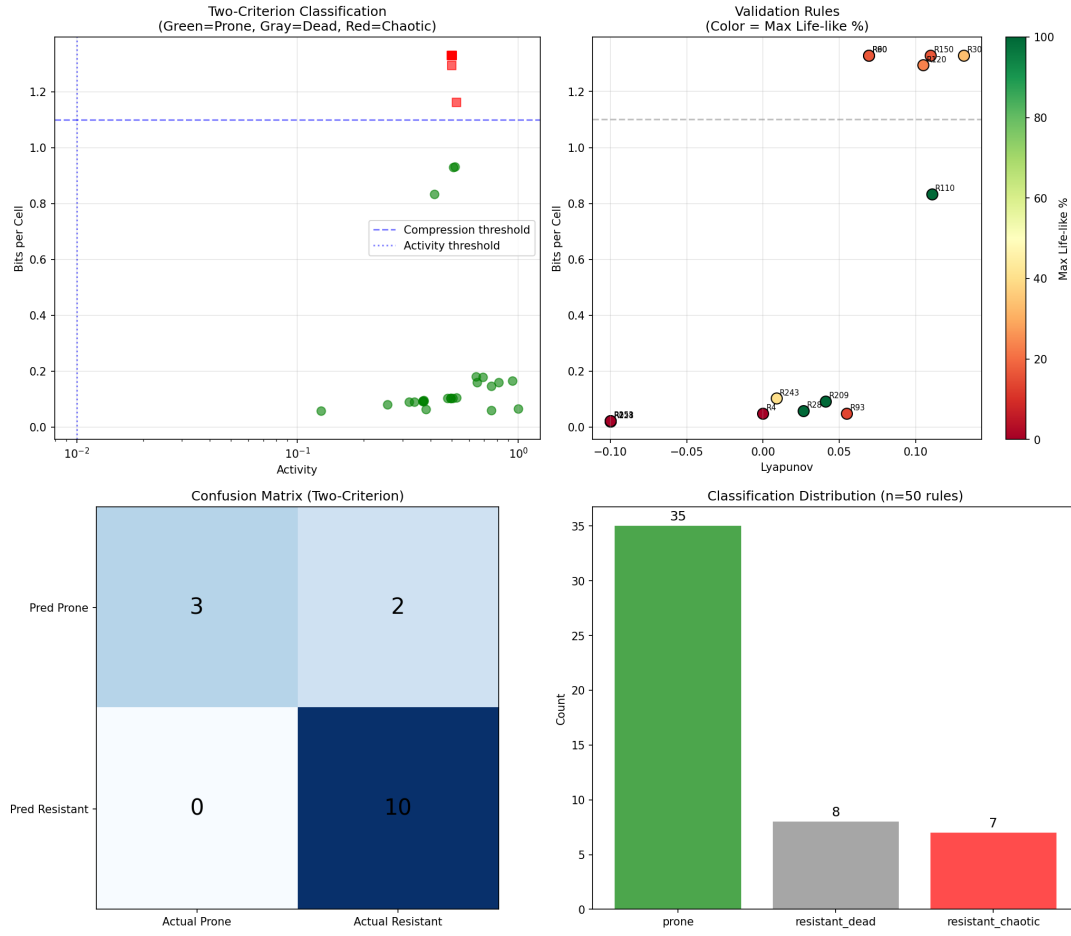 Two-Criterion Classification
(Green=Prone, Gray=Dead, Red=Chaotic)
Bits per Cell
1.2
1.0
0.8
0.6
0.4
0.2
0.0
Compression threshold
Activity threshold
10⁻²
10⁻¹
10⁰
Activity
Validation Rules
(Color = Max Life-like %)
Bits per Cell
1.2
1.0
0.8
0.6
0.4
0.2
0.0
R150
R30
R110
R243
R209
R4
R28
R93
−0.10
−0.05
0.00
0.05
0.10
Lyapunov
100
80
60
40
20
0
Max Life-like %
Confusion Matrix (Two-Criterion)
Pred Prone
3
2
Pred Resistant
0
10
Actual Prone
Actual Resistant
Classification Distribution (n=50 rules)
Count
35
30
25
20
15
10
5
0
35
8
7
prone
resistant_dead
resistant_chaotic